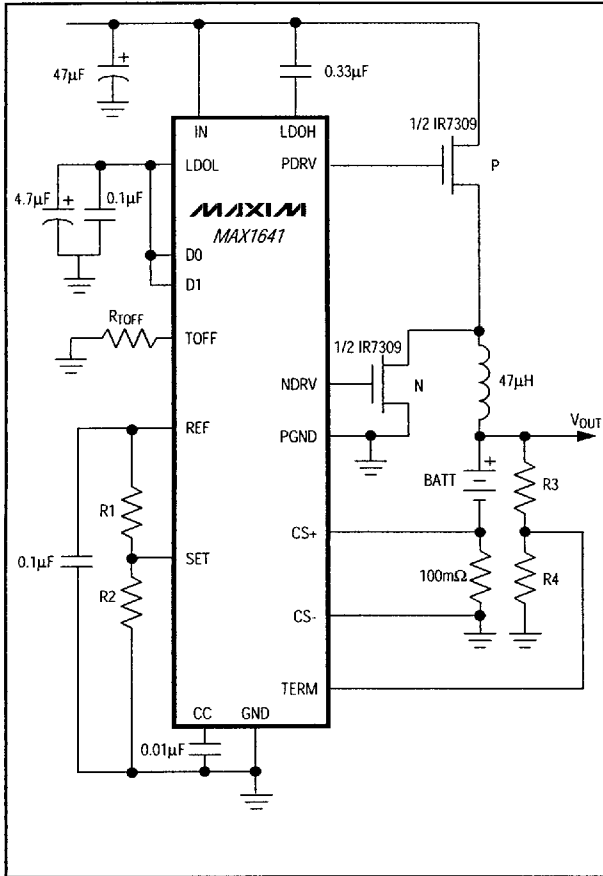 47µF
+
0.33µF
IN
LDOH
1/2 IR7309
LDOL
PDRV
P
4.7µF
+
0.1µF
MAXIM
MAX1641
D0
D1
RTOFF
TOFF
1/2 IR7309
NDRV
N
47µH
REF
PGND
VOUT
BATT
+
R3
R1
CS+
0.1µF
SET
100mΩ
R4
R2
CS-
TERM
CC
GND
0.01µF